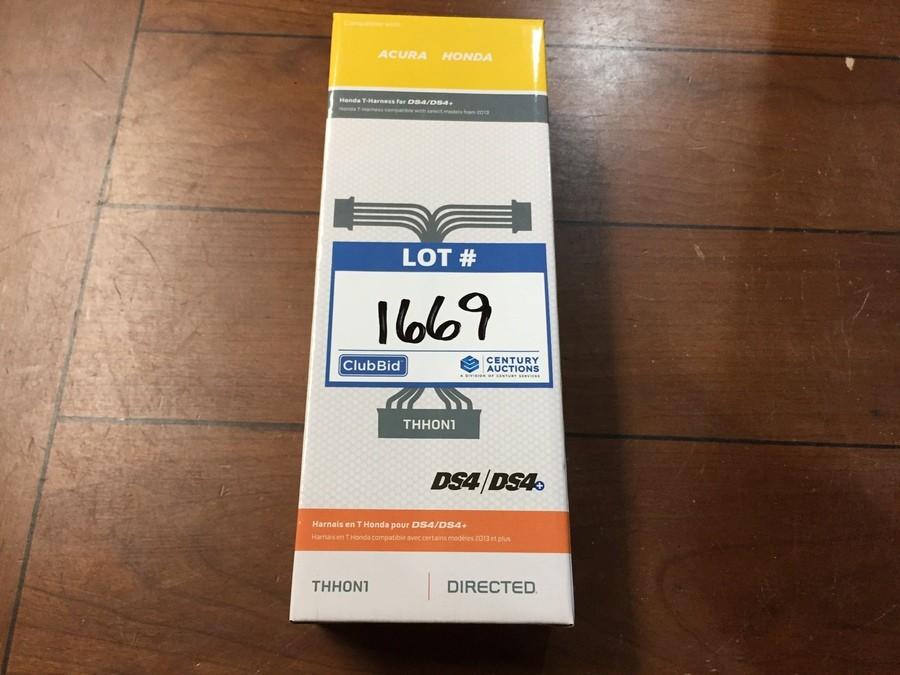 Compatible with:
ACURA HONDA
Honda T-Harness for DS4/DS4+
Honda T-Harness compatible with select models from 2013
LOT #
1669
ClubBid
CENTURY
AUCTIONS
A DIVISION OF CENTURY SERVICES
THHON1
DS4/DS4+
Harnais en T Honda pour DS4/DS4+
Harnais en T Honda compatible avec certains modèles 2013 et plus
THHON1 DIRECTED